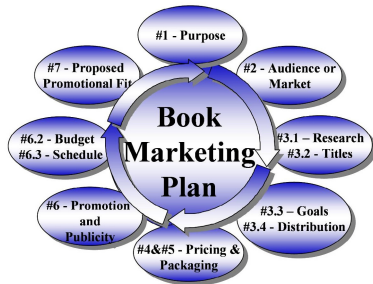 #1 - Purpose
#2 - Audience or
Market
#3.1 – Research
#3.2 - Titles
#3.3 – Goals
#3.4 - Distribution
#4&#5 - Pricing &
Packaging
#6 - Promotion
and
Publicity
#6.2 - Budget
#6.3 - Schedule
#7 - Proposed
Promotional Fit
Book
Marketing
Plan